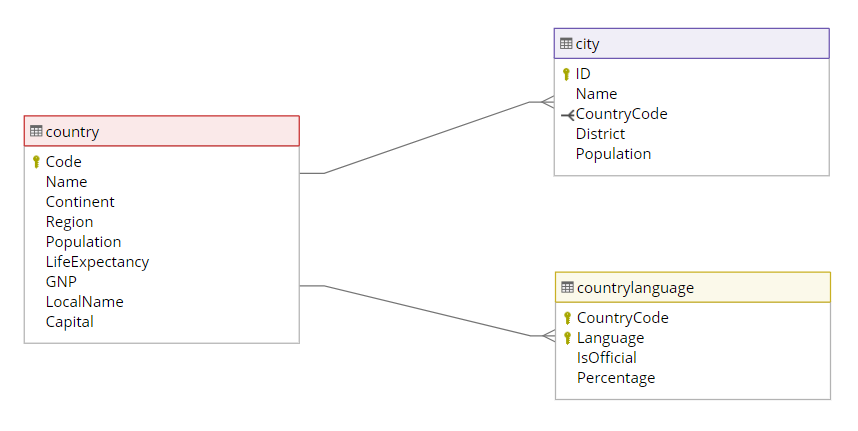 country
Code
Name
Continent
Region
Population
LifeExpectancy
GNP
LocalName
Capital
city
ID
Name
CountryCode
District
Population
countrylanguage
CountryCode
Language
IsOfficial
Percentage